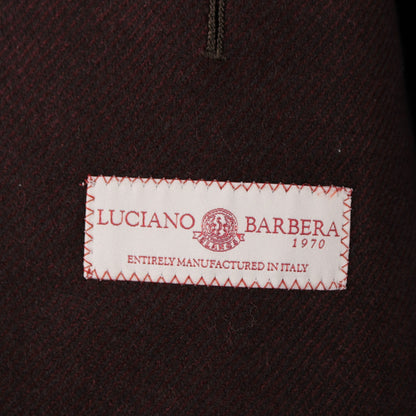 LUCIANO BARBERA
1970
ENTIRELY MANUFACTURED IN ITALY